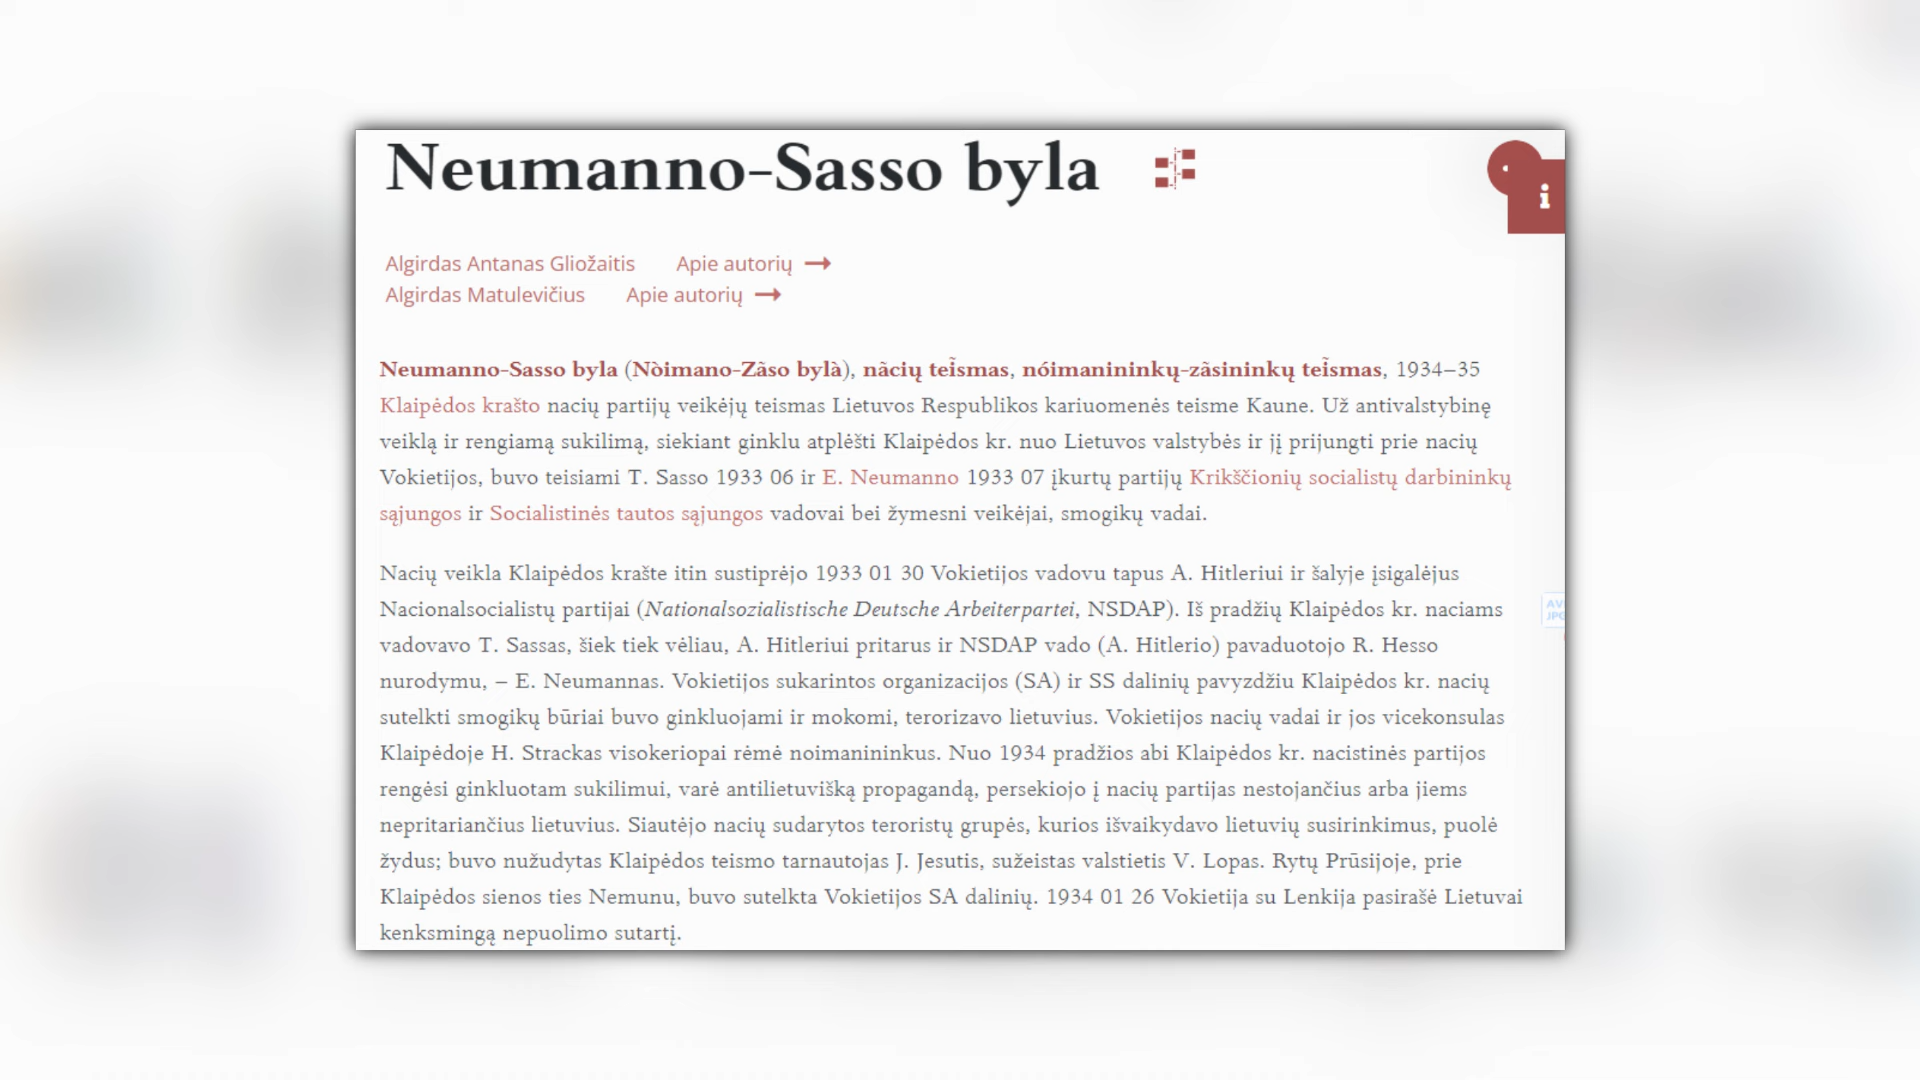 Neumanno-Sasso byla
i
Algirdas Antanas Gliožaitis Apie autorių →
Algirdas Matulevičius Apie autorių →
Neumanno-Sasso byla (Nòimano-Zãso bylà), nãcių teĩsmas, nóimanininkų-zãsininkų teĩsmas, 1934–35
Klaipėdos krašto nacių partijų veikėjų teismas Lietuvos Respublikos kariuomenės teisme Kaune. Už antivalstybinę
veiklą ir rengiamą sukilimą, siekiant ginklu atplėšti Klaipėdos kr. nuo Lietuvos valstybės ir jį prijungti prie nacių
Vokietijos, buvo teisiami T. Sasso 1933 06 ir E. Neumanno 1933 07 įkurtų partijų Krikščionių socialistų darbininkų
sąjungos ir Socialistinės tautos sąjungos vadovai bei žymesni veikėjai, smogikų vadai.
Nacių veikla Klaipėdos krašte itin sustiprėjo 1933 01 30 Vokietijos vadovu tapus A. Hitleriui ir šalyje įsigalėjus
Nacionalsocialistų partijai (Nationalsozialistische Deutsche Arbeiterpartei, NSDAP). Iš pradžių Klaipėdos kr. naciams
vadovavo T. Sassas, šiek tiek vėliau, A. Hitleriui pritarus ir NSDAP vado (A. Hitlerio) pavaduotojo R. Hesso
nurodymu, – E. Neumannas. Vokietijos sukarintos organizacijos (SA) ir SS dalinių pavyzdžiu Klaipėdos kr. nacių
sutelkti smogikų būriai buvo ginkluojami ir mokomi, terorizavo lietuvius. Vokietijos nacių vadai ir jos vicekonsulas
Klaipėdoje H. Strackas visokeriopai rėmė noimanininkus. Nuo 1934 pradžios abi Klaipėdos kr. nacistinės partijos
rengėsi ginkluotam sukilimui, varė antilietuvišką propagandą, persekiojo į nacių partijas nestojančius arba jiems
nepritariančius lietuvius. Siautėjo nacių sudarytos teroristų grupės, kurios išvaikydavo lietuvių susirinkimus, puolė
žydus; buvo nužudytas Klaipėdos teismo tarnautojas J. Jesutis, sužeistas valstietis V. Lopas. Rytų Prūsijoje, prie
Klaipėdos sienos ties Nemunu, buvo sutelkta Vokietijos SA dalinių. 1934 01 26 Vokietija su Lenkija pasirašė Lietuvai
kenksmingą nepuolimo sutartį.